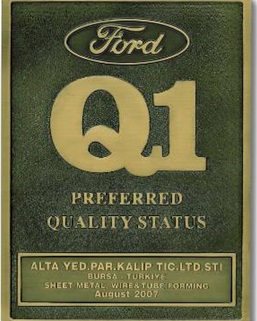 Ford
Q1
PREFERRED
QUALITY STATUS
ALTA YED.PAR.KALIP TIC.LTD.STI
BURSA - TURKIYE
SHEET METAL, WIRE&TUBE FORMING
August 2007